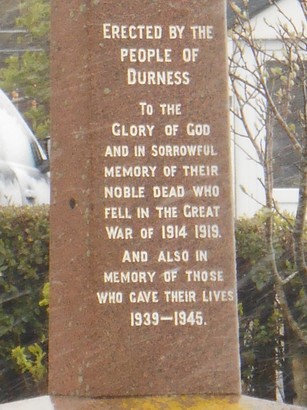 Erected by the
people of
Durness
To the
Glory of God
and in sorrowful
memory of their
noble dead who
fell in the Great
War of 1914 1919.
And also in
memory of those
who gave their lives
1939-1945.